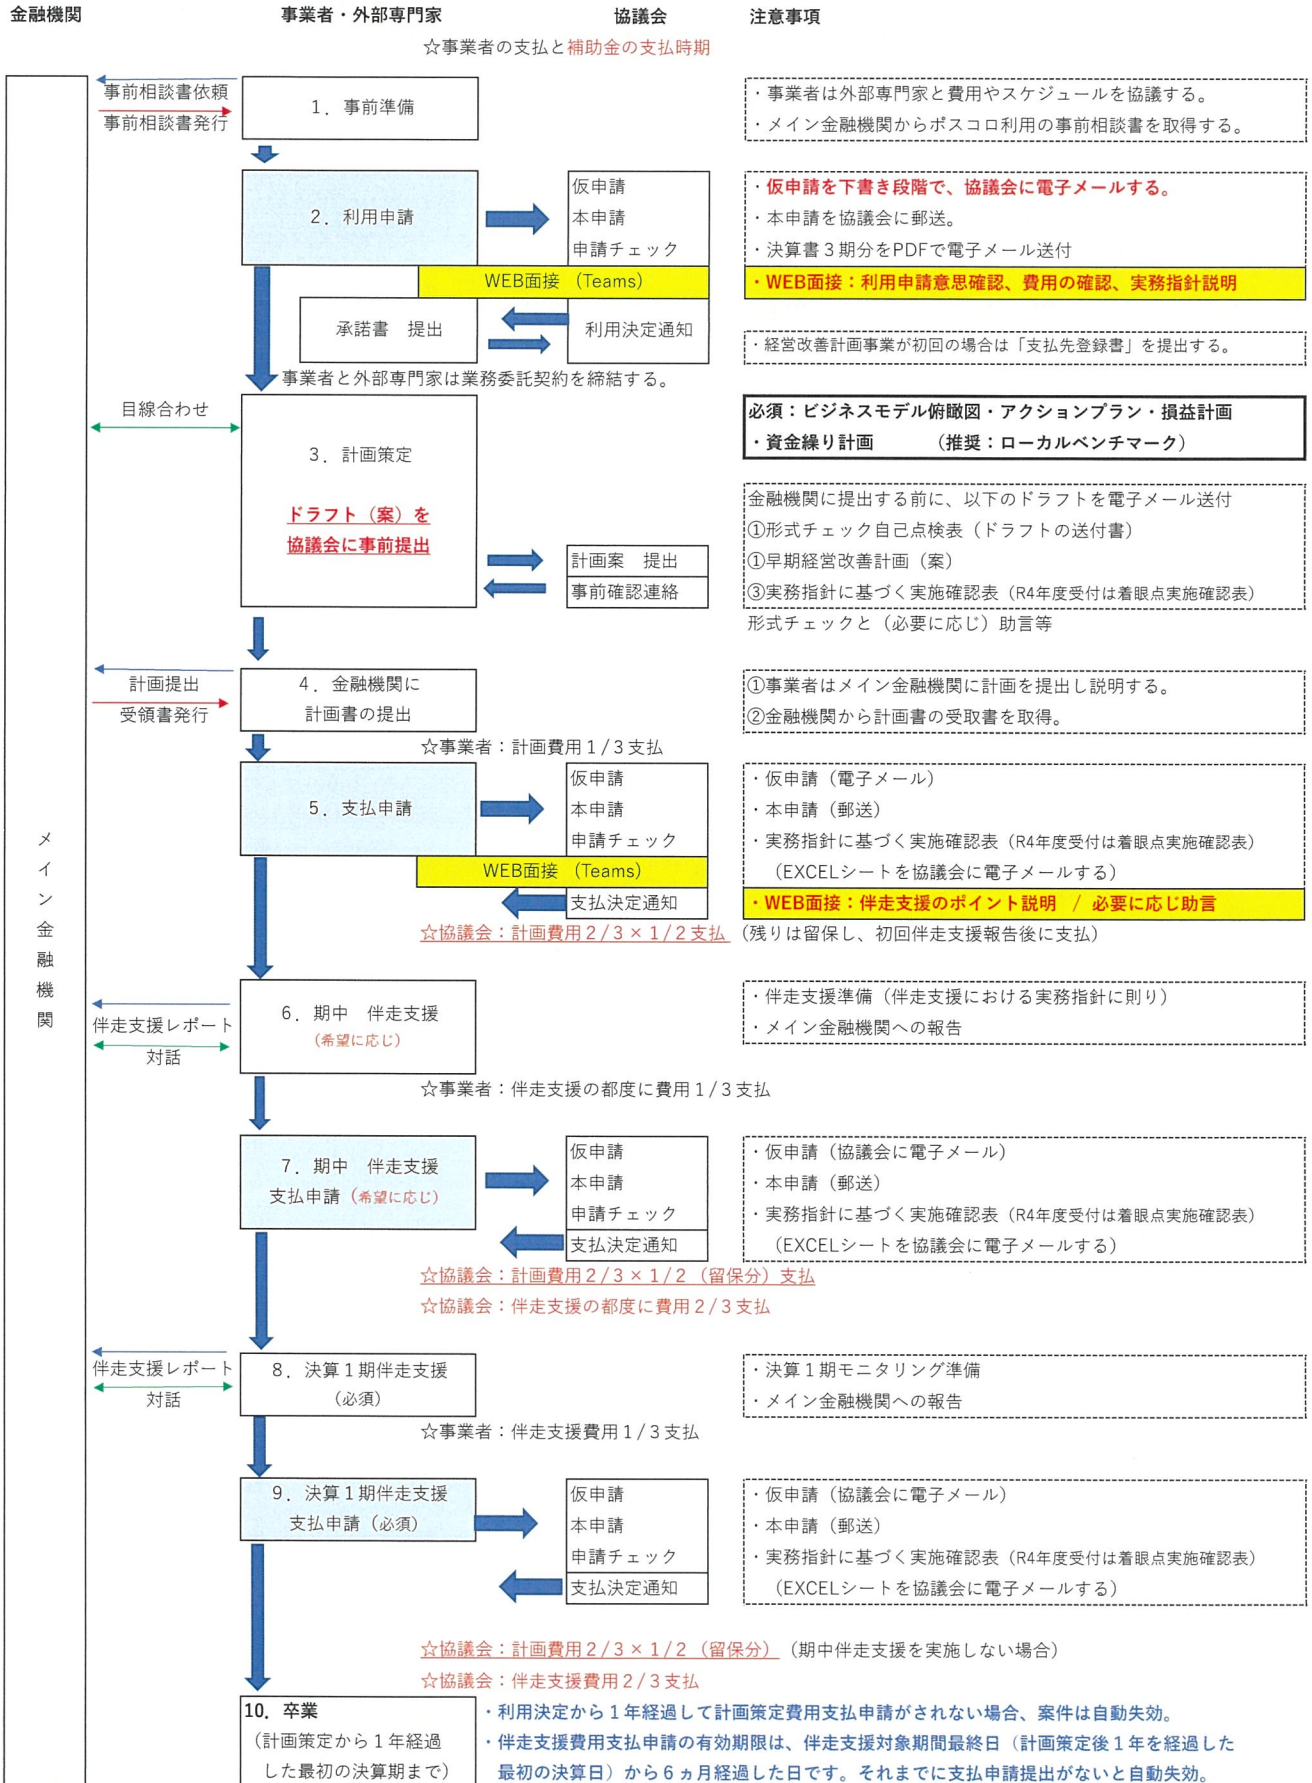 金融機関 事業者・外部専門家 協議会 注意事項
☆事業者の支払と補助金の支払時期
事前相談書依頼
事前相談書発行
1．事前準備
・事業者は外部専門家と費用やスケジュールを協議する。
・メイン金融機関からポスコロ利用の事前相談書を取得する。
2．利用申請
仮申請
本申請
申請チェック
・仮申請を下書き段階で、協議会に電子メールする。
・本申請を協議会に郵送。
・決算書３期分をPDFで電子メール送付
WEB面接 （Teams）
・WEB面接：利用申請意思確認、費用の確認、実務指針説明
承諾書　提出
利用決定通知
・経営改善計画事業が初回の場合は「支払先登録書」を提出する。
事業者と外部専門家は業務委託契約を締結する。
目線合わせ
3．計画策定
ドラフト（案）を
協議会に事前提出
必須：ビジネスモデル俯瞰図・アクションプラン・損益計画
・資金繰り計画　　　（推奨：ローカルベンチマーク）
計画案　提出
事前確認連絡
金融機関に提出する前に、以下のドラフトを電子メール送付
①形式チェック自己点検表（ドラフトの送付書）
①早期経営改善計画（案）
③実務指針に基づく実施確認表（R4年度受付は着眼点実施確認表）
形式チェックと（必要に応じ）助言等
計画提出
受領書発行
4．金融機関に
計画書の提出
①事業者はメイン金融機関に計画を提出し説明する。
②金融機関から計画書の受取書を取得。
☆事業者：計画費用1/3支払
5．支払申請
仮申請
本申請
申請チェック
・仮申請（電子メール）
・本申請（郵送）
・実務指針に基づく実施確認表（R4年度受付は着眼点実施確認表）
（EXCELシートを協議会に電子メールする）
WEB面接 （Teams）
支払決定通知
・WEB面接：伴走支援のポイント説明　/　必要に応じ助言
☆協議会：計画費用2/3×1/2支払 （残りは留保し、初回伴走支援報告後に支払）
メイン金融機関
伴走支援レポート
対話
6．期中　伴走支援
（希望に応じ）
・伴走支援準備（伴走支援における実務指針に則り）
・メイン金融機関への報告
☆事業者：伴走支援の都度に費用1/3支払
7．期中　伴走支援
支払申請（希望に応じ）
仮申請
本申請
申請チェック
支払決定通知
・仮申請（協議会に電子メール）
・本申請（郵送）
・実務指針に基づく実施確認表（R4年度受付は着眼点実施確認表）
（EXCELシートを協議会に電子メールする）
☆協議会：計画費用2/3×1/2（留保分）支払
☆協議会：伴走支援の都度に費用2/3支払
伴走支援レポート
対話
8．決算１期伴走支援
（必須）
・決算１期モニタリング準備
・メイン金融機関への報告
☆事業者：伴走支援費用1/3支払
9．決算１期伴走支援
支払申請（必須）
仮申請
本申請
申請チェック
支払決定通知
・仮申請（協議会に電子メール）
・本申請（郵送）
・実務指針に基づく実施確認表（R4年度受付は着眼点実施確認表）
（EXCELシートを協議会に電子メールする）
☆協議会：計画費用2/3×1/2（留保分）（期中伴走支援を実施しない場合）
☆協議会：伴走支援費用2/3支払
10．卒業
（計画策定から１年経過
した最初の決算期まで）
・利用決定から１年経過して計画策定費用支払申請がされない場合、案件は自動失効。
・伴走支援費用支払申請の有効期限は、伴走支援対象期間最終日（計画策定後１年を経過した
最初の決算日）から６ヵ月経過した日です。それまでに支払申請提出がないと自動失効。